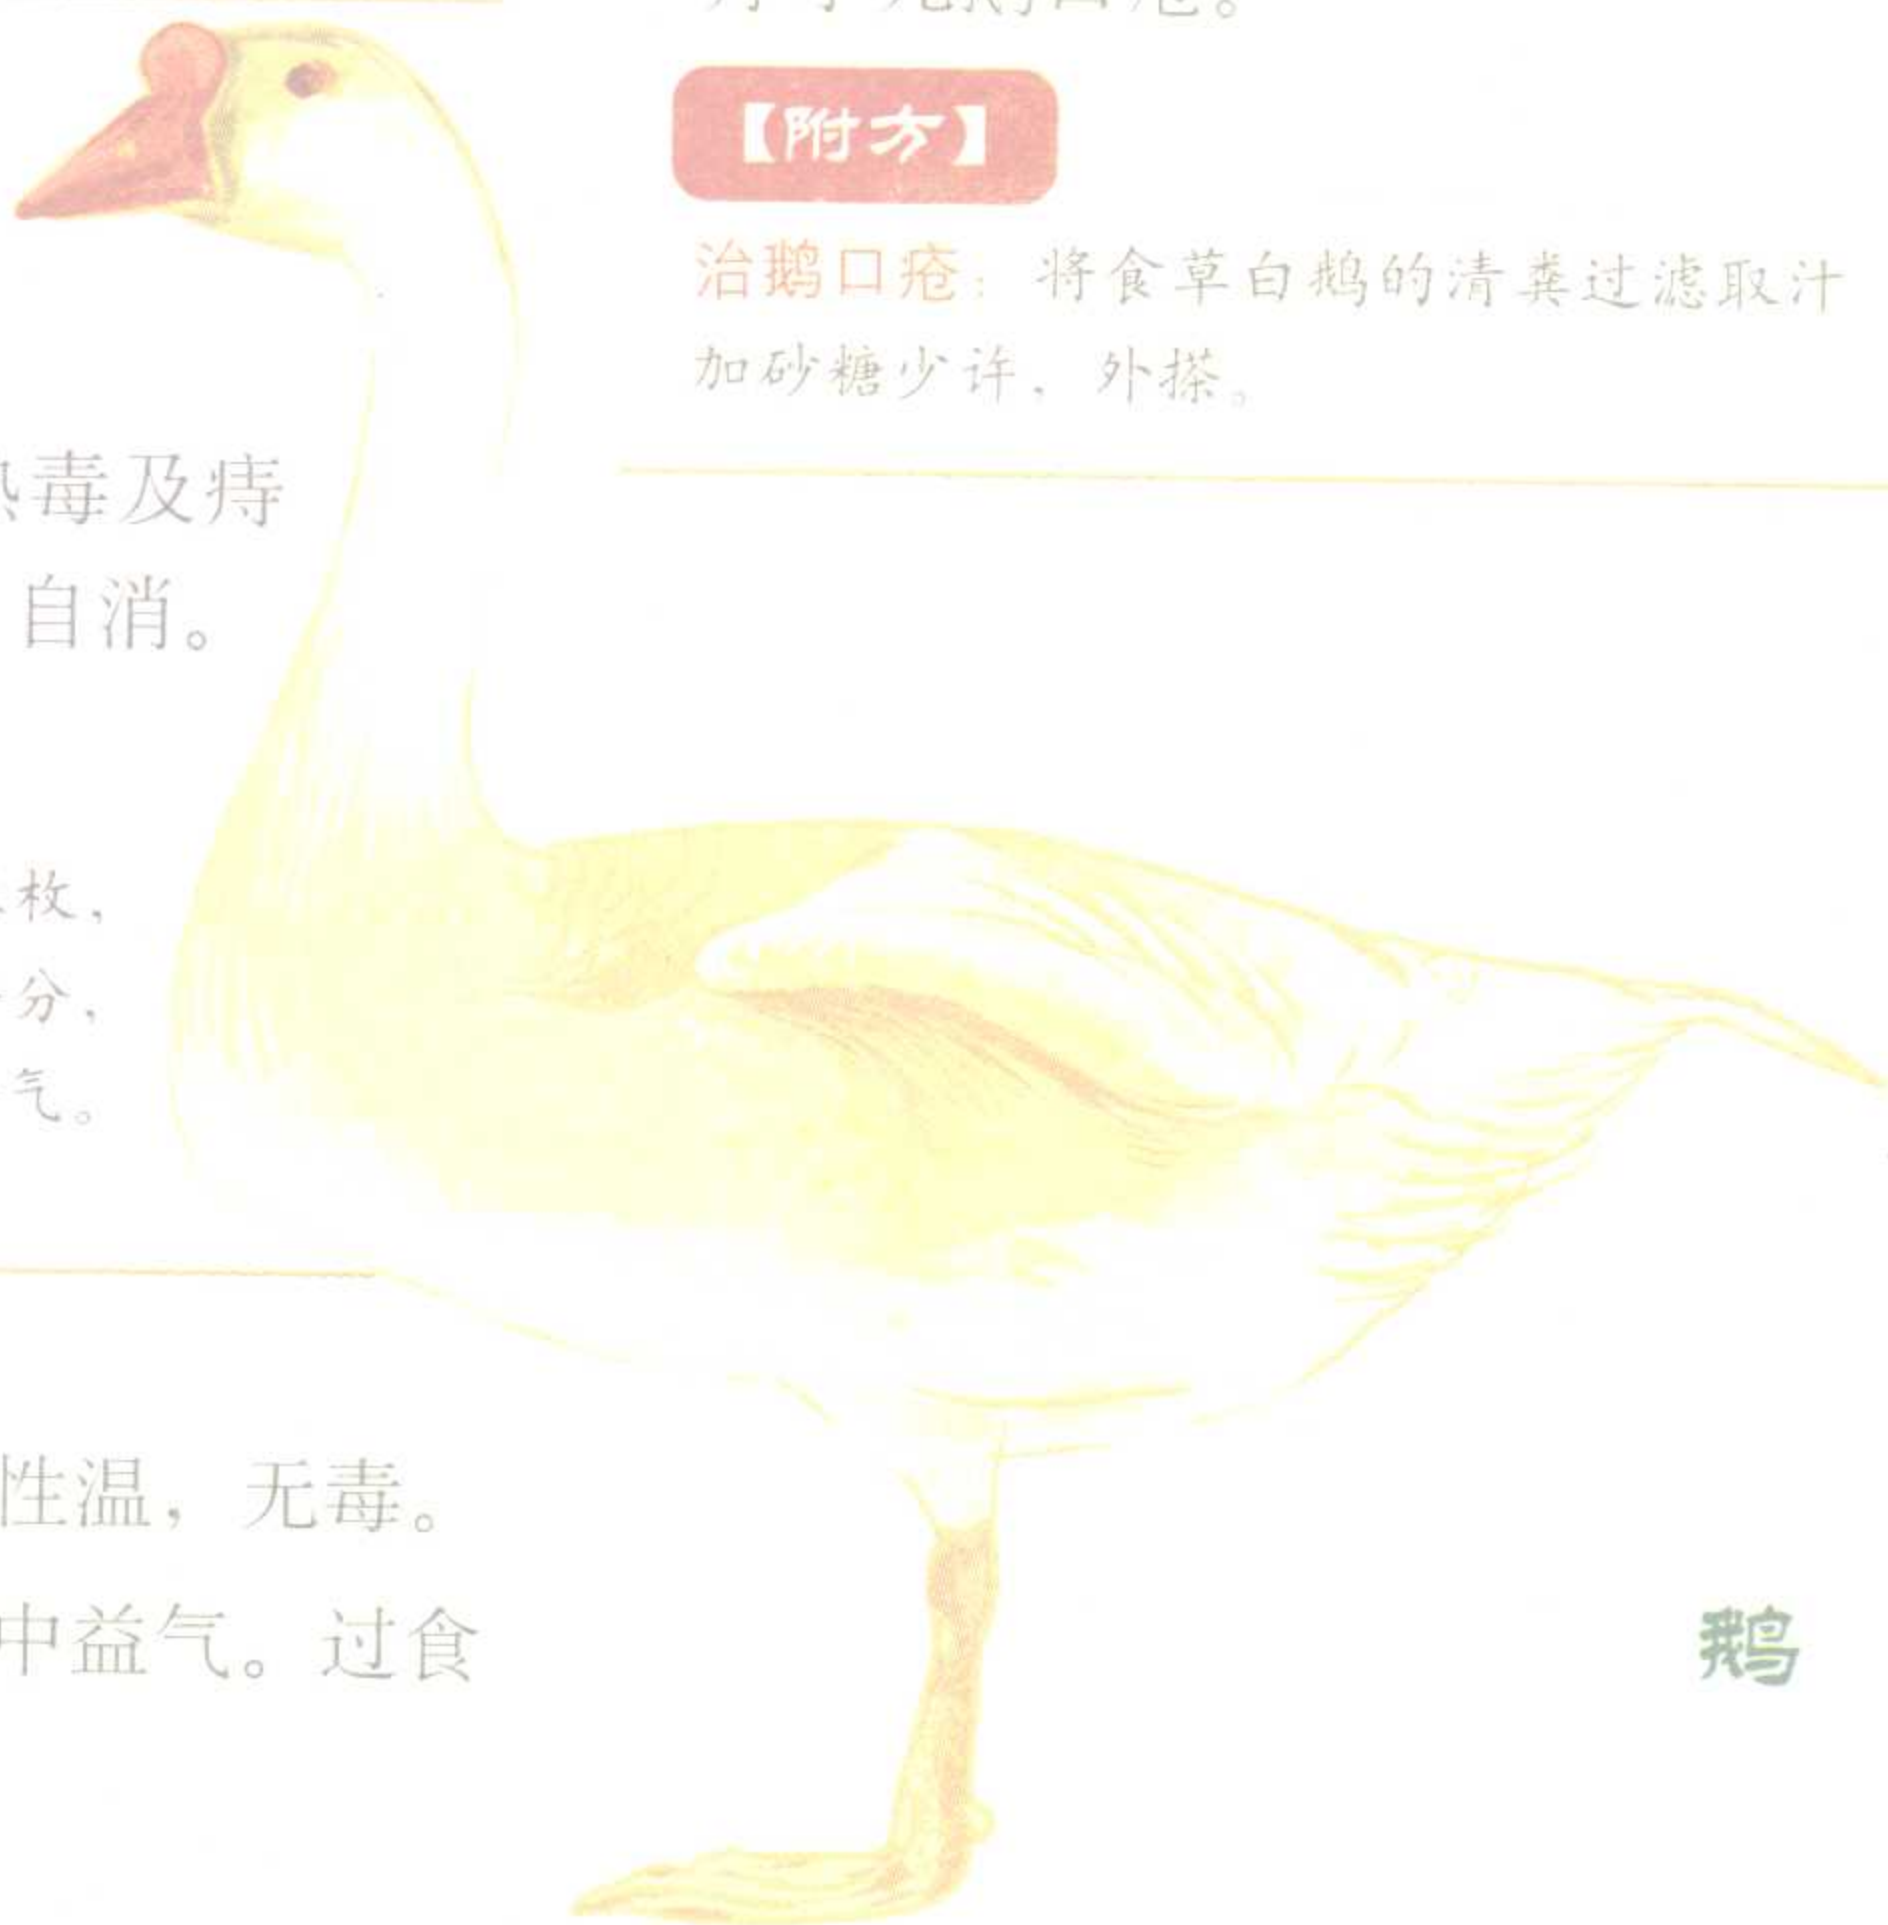 【附方】
治鹅口疮：将食草白鹅的清粪过滤取汁
加砂糖少许，外搽。
毒及痔
自消。
枚，
分，
气。
性温，无毒。
中益气。过食
鹅